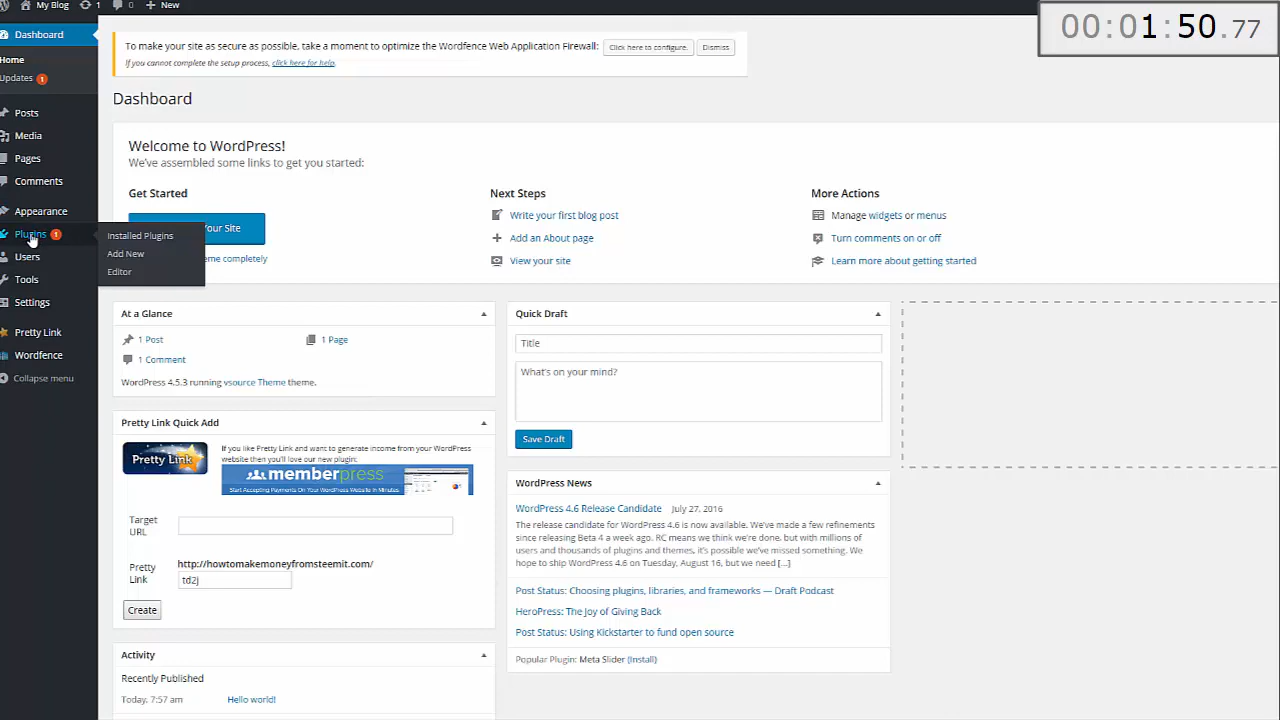 My Blog 1 0 + New
00:01:50.77
Dashboard
Home
Updates 1
Posts
Media
Pages
Comments
Appearance
Plugins 1
Users
Tools
Settings
Pretty Link
Wordfence
Collapse menu
Installed Plugins
Add New
Editor
To make your site as secure as possible, take a moment to optimize the Wordfence Web Application Firewall: Click here to configure. Dismiss
If you cannot complete the setup process, click here for help.
Dashboard
Welcome to WordPress!
We've assembled some links to get you started:
Get Started
Your Site
eme completely
Next Steps
Write your first blog post
Add an About page
View your site
More Actions
Manage widgets or menus
Turn comments on or off
Learn more about getting started
At a Glance
1 Post 1 Page
1 Comment
WordPress 4.5.3 running vsource Theme theme.
Pretty Link Quick Add
Pretty Link
If you like Pretty Link and want to generate income from your WordPress
website then you'll love our new plugin:
memberpress
Start Accepting Payments On Your WordPress Website in Minutes
Target
URL
http://howtomakemoneyfromsteemit.com/
Pretty
Link
td2j
Create
Activity
Recently Published
Today, 7:57 am Hello world!
Quick Draft
Title
What's on your mind?
Save Draft
WordPress News
WordPress 4.6 Release Candidate July 27, 2016
The release candidate for WordPress 4.6 is now available. We've made a few refinements
since releasing Beta 4 a week ago. RC means we think we're done, but with millions of
users and thousands of plugins and themes, it's possible we've missed something. We
hope to ship WordPress 4.6 on Tuesday, August 16, but we need [...]
Post Status: Choosing plugins, libraries, and frameworks — Draft Podcast
HeroPress: The Joy of Giving Back
Post Status: Using Kickstarter to fund open source
Popular Plugin: Meta Slider (Install)